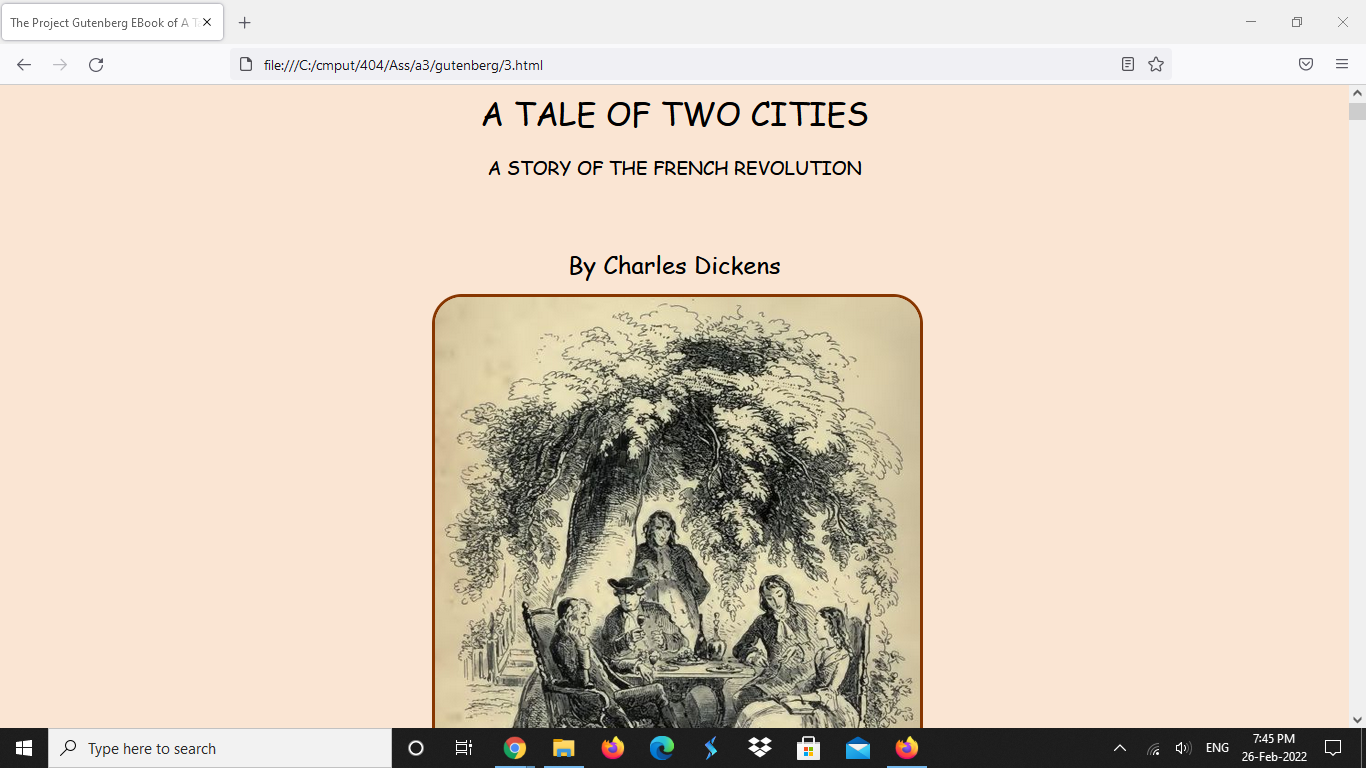 The Project Gutenberg EBook of A T
file:///C:/cmput/404/Ass/a3/gutenberg/3.html
A TALE OF TWO CITIES
A STORY OF THE FRENCH REVOLUTION
By Charles Dickens
Type here to search
ENG
7:45 PM
26-Feb-2022